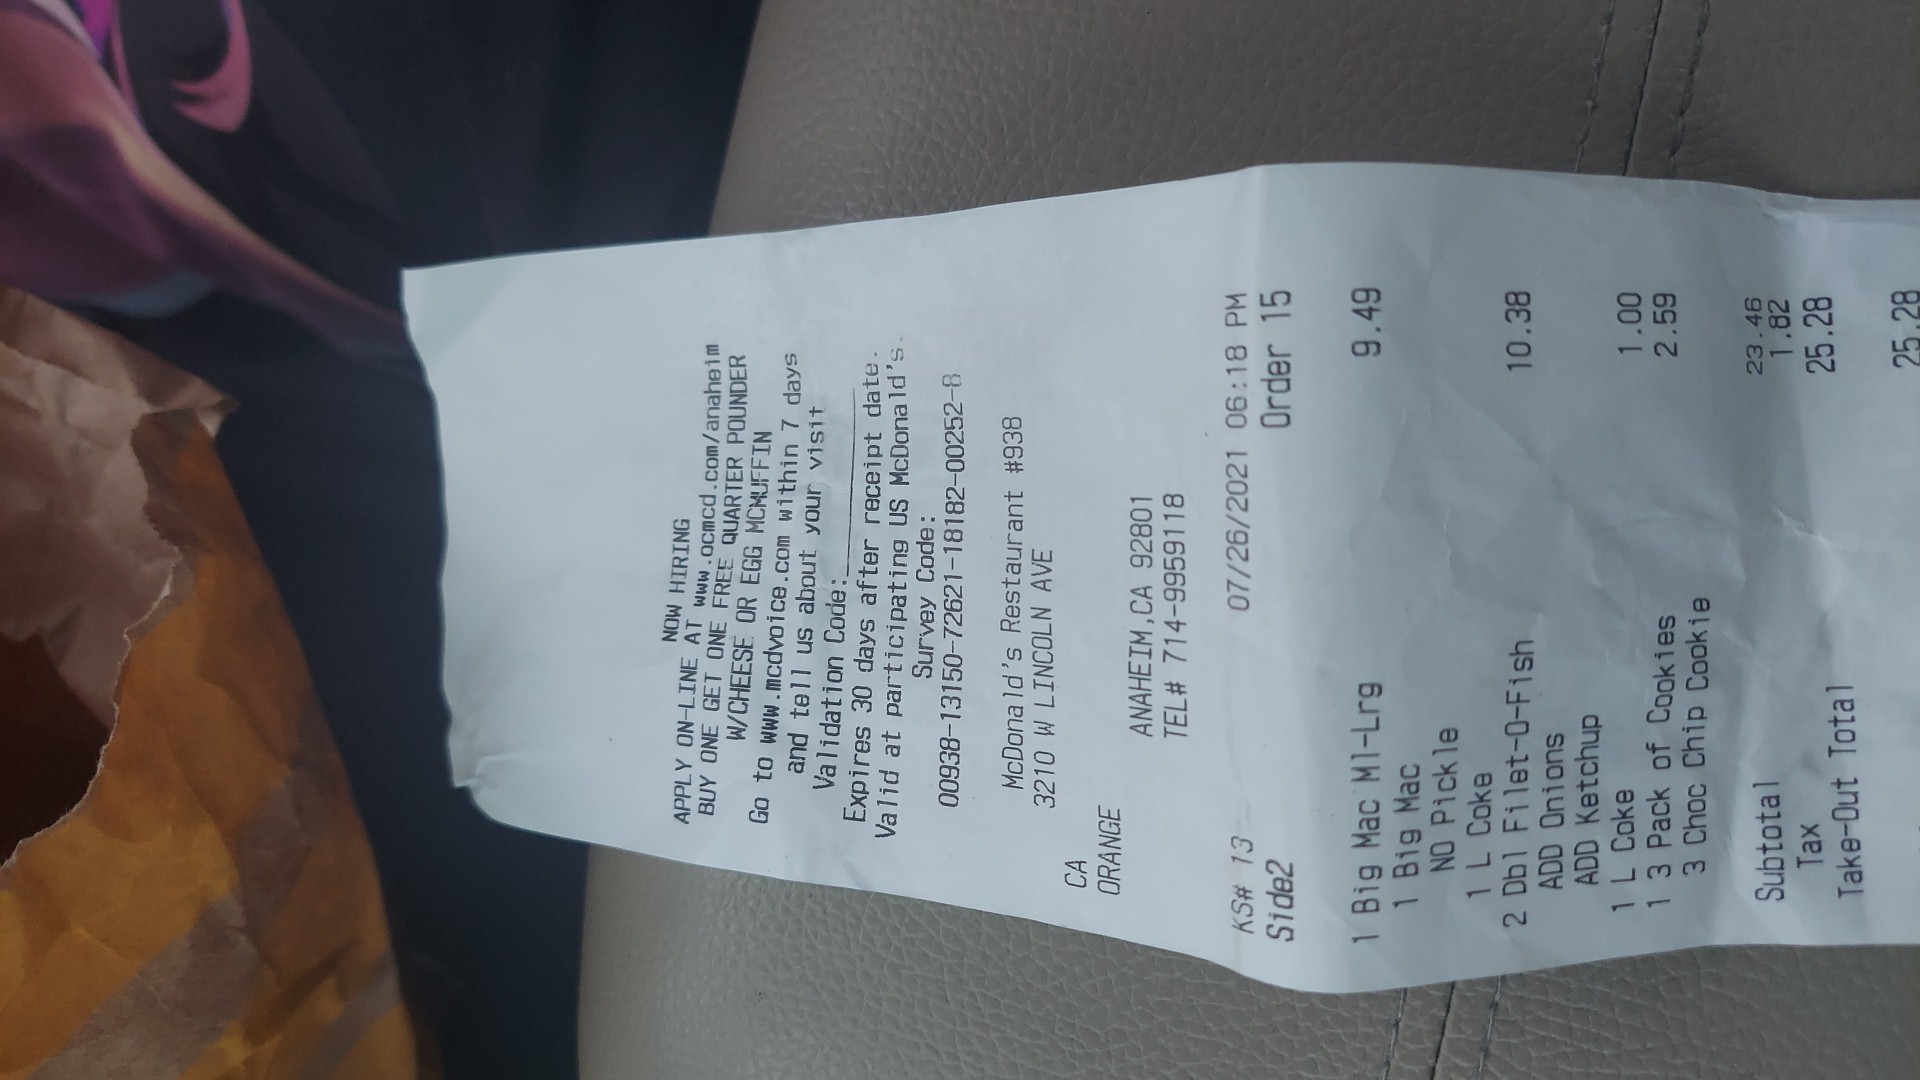 NOW HIRING
APPLY ON-LINE AT www.ocmcd.com/anaheim
BUY ONE GET ONE FREE QUARTER POUNDER
W/CHEESE OR EGG MCMUFFIN
Go to www.mcdvoice.com within 7 days
and tell us about your visit
Validation Code:
Expires 30 days after receipt date.
Valid at participating US McDonald's.
Survey Code:
00938-13150-72621-18182-00252-8
McDonald's Restaurant #938
3210 W LINCOLN AVE
CA
ORANGE
ANAHEIM,CA 92801
TEL# 714-9959118
KS# 13 07/26/2021 06:18 PM
Side2 Order 15
1 Big Mac Ml-Lrg 9.49
1 Big Mac
NO Pickle
1 L Coke
2 Dbl Filet-O-Fish 10.38
ADD Onions
ADD Ketchup
1 L Coke 1.00
1 3 Pack of Cookies 2.59
3 Choc Chip Cookie
Subtotal 23.46
Tax 1.82
Take-Out Total 25.28
25.28